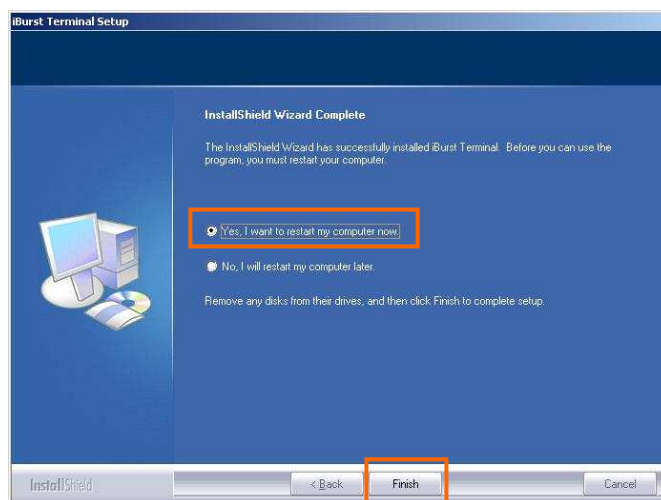 iBurst Terminal Setup
InstallShield Wizard Complete
The InstallShield Wizard has successfully installed iBurst Terminal. Before you can use the
program, you must restart your computer.
Yes, I want to restart my computer now.
No, I will restart my computer later.
Remove any disks from their drives, and then click Finish to complete setup.
InstallShield
< Back
Finish
Cancel